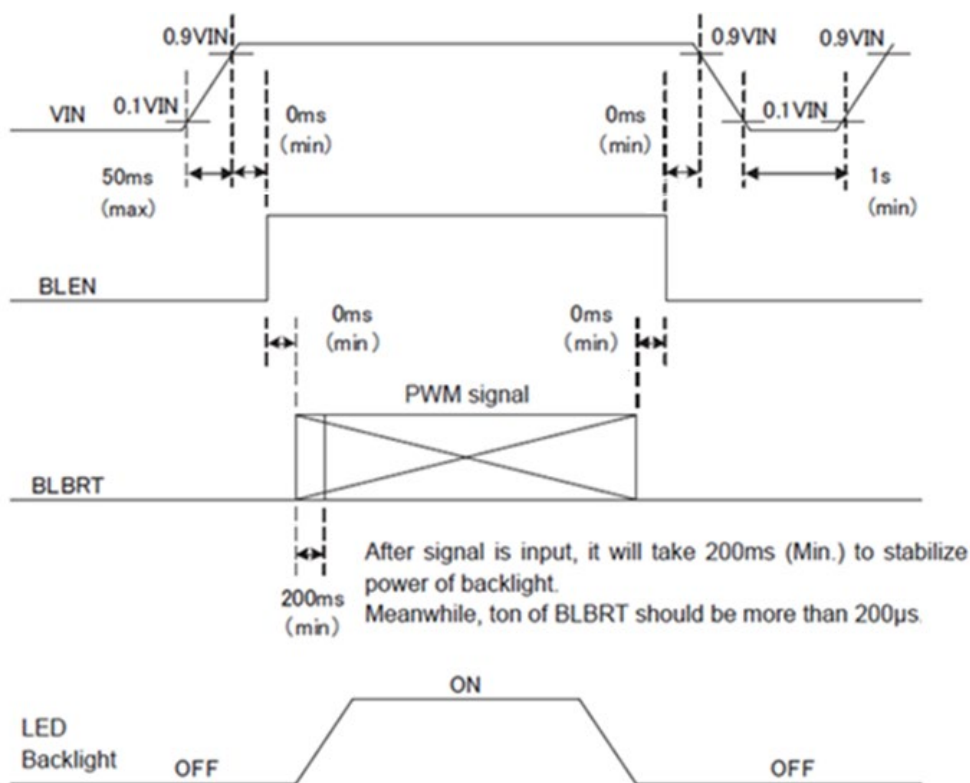 0.9VIN
0.9VIN
0.9VIN
VIN
0.1VIN
0ms
(min)
0ms
(min)
0.1VIN
50ms
(max)
1s
(min)
BLEN
0ms
(min)
0ms
(min)
PWM signal
BLBRT
200ms
(min)
After signal is input, it will take 200ms (Min.) to stabilize
power of backlight.
Meanwhile, ton of BLBRT should be more than 200μs.
ON
LED
Backlight
OFF
OFF